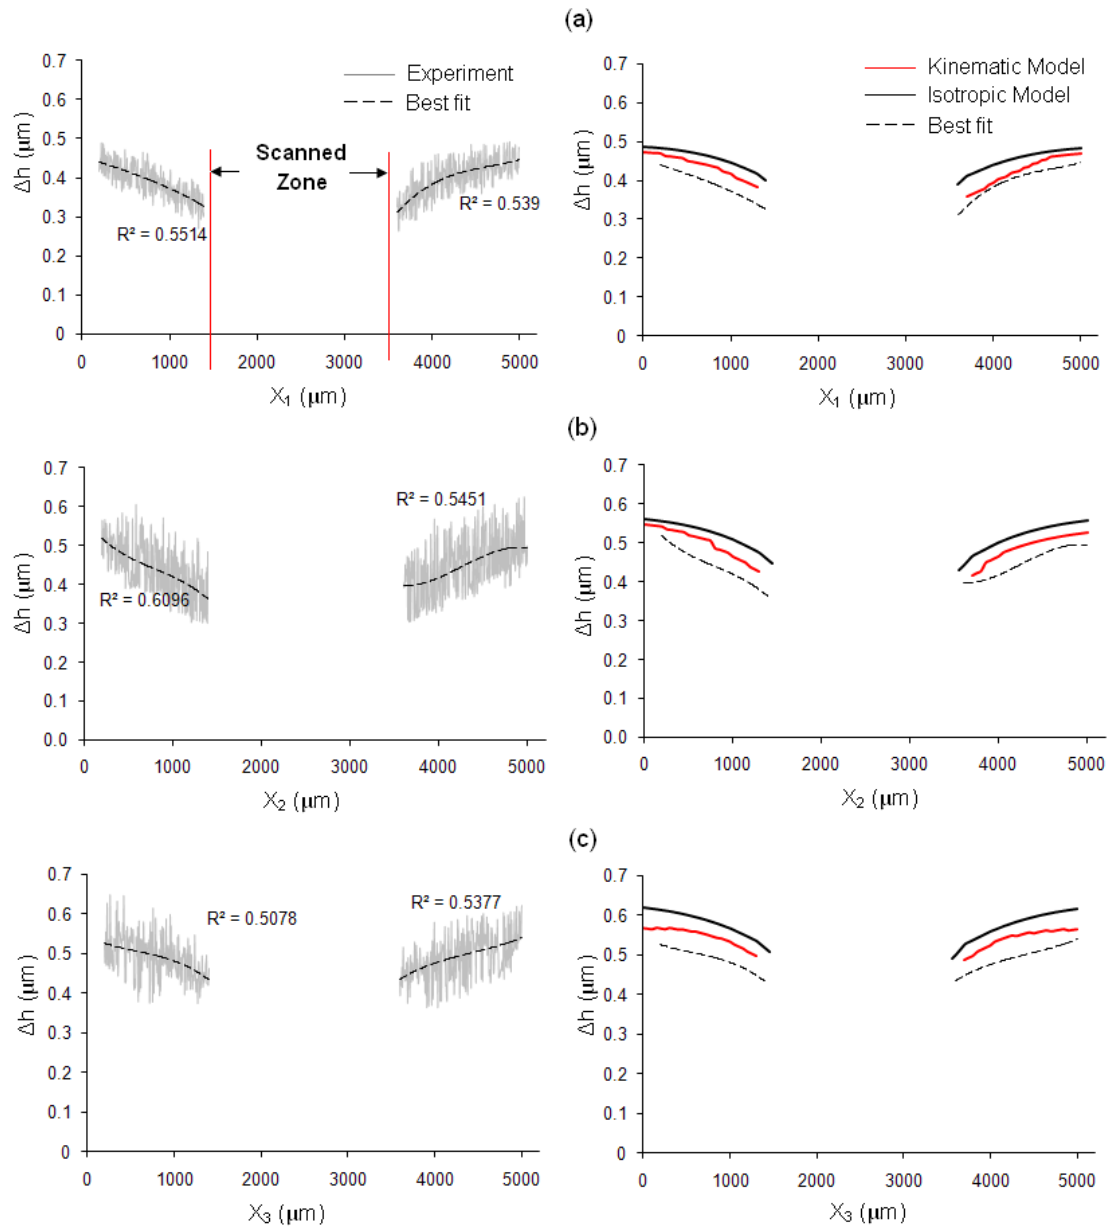 (a)
0.7
0.6
0.5
0.4
0.3
0.2
0.1
0
Δh (μm)
Experiment
Best fit
Scanned
Zone
R² = 0.5514
R² = 0.539
0 1000 2000 3000 4000 5000
X₁ (μm)
0.7
0.6
0.5
0.4
0.3
0.2
0.1
0
Δh (μm)
Kinematic Model
Isotropic Model
Best fit
0 1000 2000 3000 4000 5000
X₁ (μm)
(b)
0.7
0.6
0.5
0.4
0.3
0.2
0.1
0.0
Δh (μm)
R² = 0.5451
R² = 0.6096
0 1000 2000 3000 4000 5000
X₂ (μm)
0.7
0.6
0.5
0.4
0.3
0.2
0.1
0.0
Δh (μm)
0 1000 2000 3000 4000 5000
X₂ (μm)
(c)
0.7
0.6
0.5
0.4
0.3
0.2
0.1
0
Δh (μm)
R² = 0.5078
R² = 0.5377
0 1000 2000 3000 4000 5000
X₃ (μm)
0.7
0.6
0.5
0.4
0.3
0.2
0.1
0
Δh (μm)
0 1000 2000 3000 4000 5000
X₃ (μm)